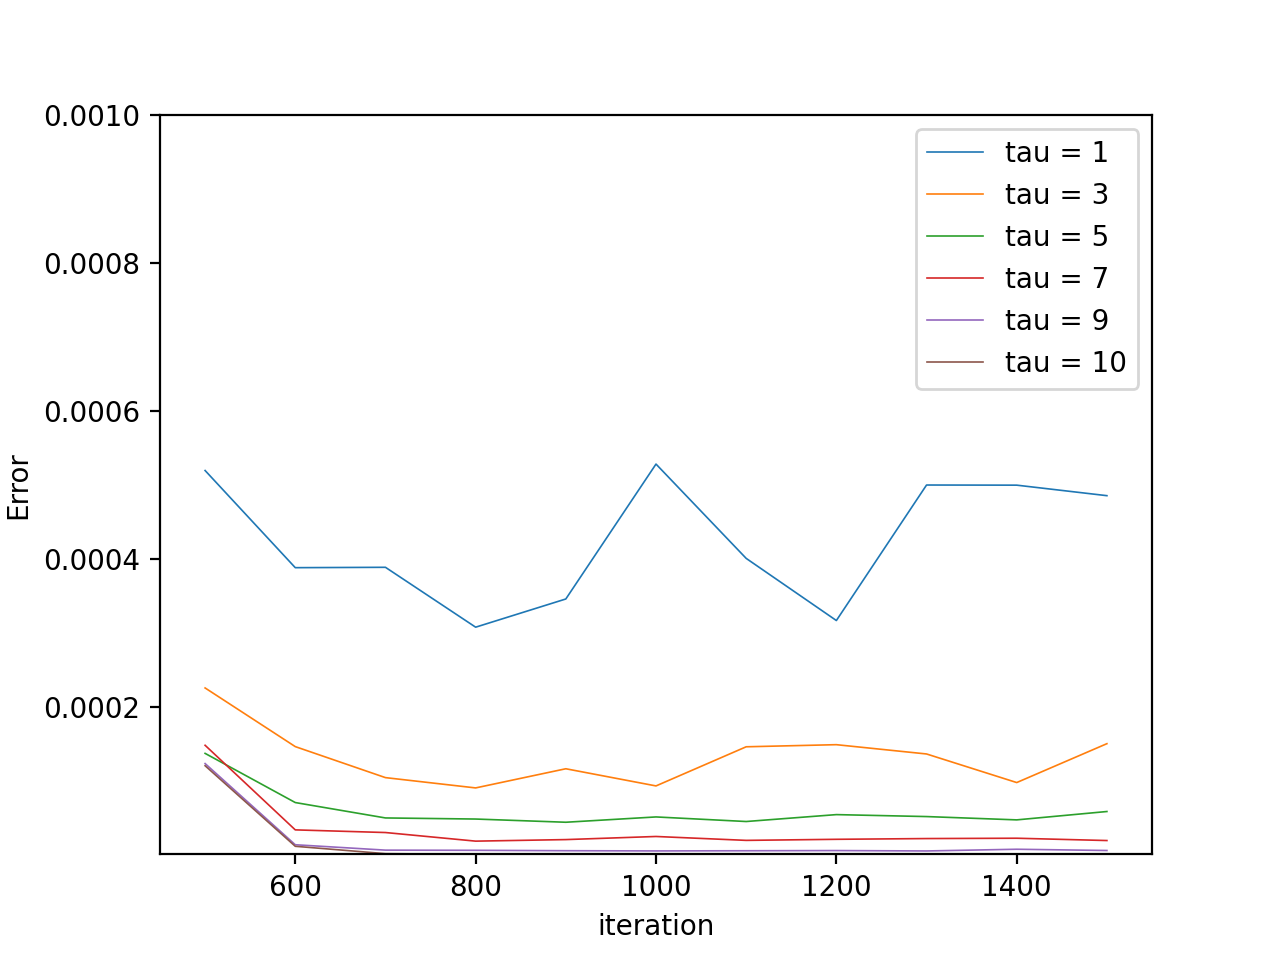 0.0010
0.0008
0.0006
0.0004
0.0002
Error
600 800 1000 1200 1400
iteration
tau = 1
tau = 3
tau = 5
tau = 7
tau = 9
tau = 10